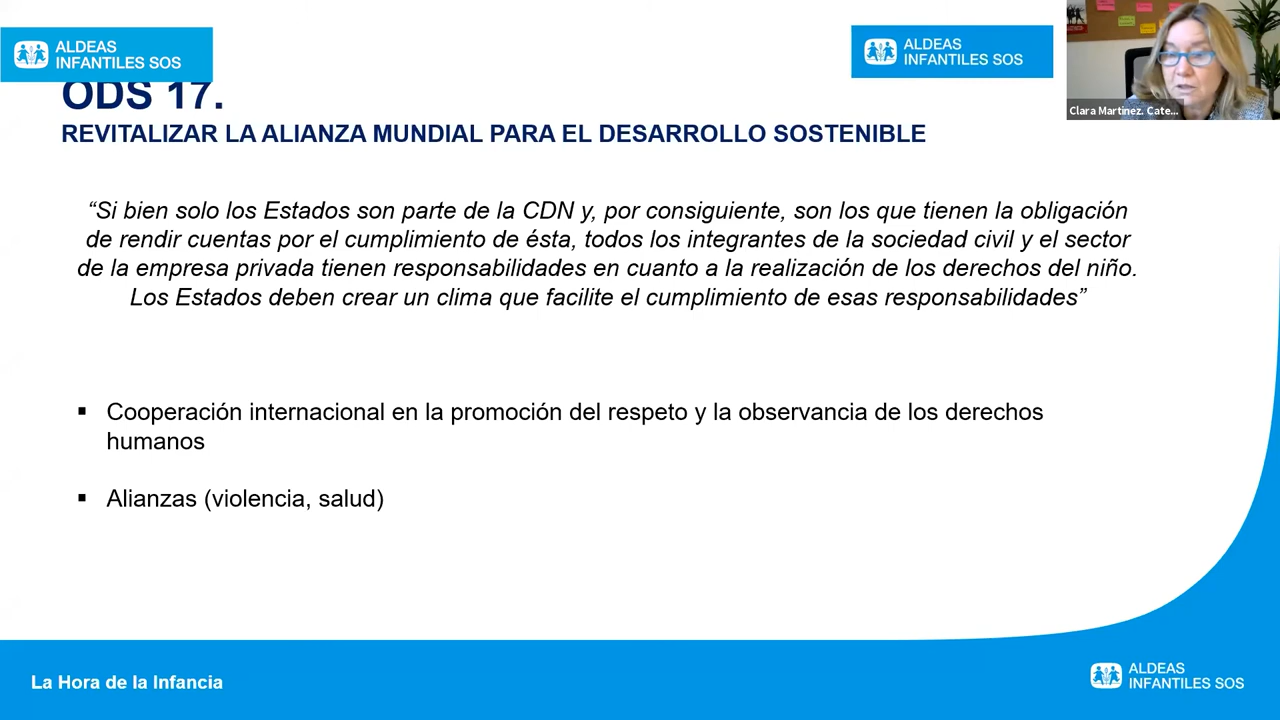 ALDEAS
INFANTILES SOS
ALDEAS
INFANTILES SOS
Clara Martinez. Cate...
ODS 17.
REVITALIZAR LA ALIANZA MUNDIAL PARA EL DESARROLLO SOSTENIBLE
“Si bien solo los Estados son parte de la CDN y, por consiguiente, son los que tienen la obligación
de rendir cuentas por el cumplimiento de ésta, todos los integrantes de la sociedad civil y el sector
de la empresa privada tienen responsabilidades en cuanto a la realización de los derechos del niño.
Los Estados deben crear un clima que facilite el cumplimiento de esas responsabilidades”
▪ Cooperación internacional en la promoción del respeto y la observancia de los derechos
humanos
▪ Alianzas (violencia, salud)
La Hora de la Infancia
ALDEAS
INFANTILES SOS